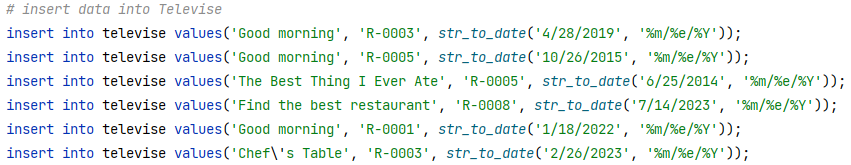 # insert data into Televise
insert into televise values('Good morning', 'R-0003', str_to_date('4/28/2019', '%m/%e/%Y'));
insert into televise values('Good morning', 'R-0005', str_to_date('10/26/2015', '%m/%e/%Y'));
insert into televise values('The Best Thing I Ever Ate', 'R-0005', str_to_date('6/25/2014', '%m/%e/%Y'));
insert into televise values('Find the best restaurant', 'R-0008', str_to_date('7/14/2023', '%m/%e/%Y'));
insert into televise values('Good morning', 'R-0001', str_to_date('1/18/2022', '%m/%e/%Y'));
insert into televise values('Chef\'s Table', 'R-0003', str_to_date('2/26/2023', '%m/%e/%Y'));